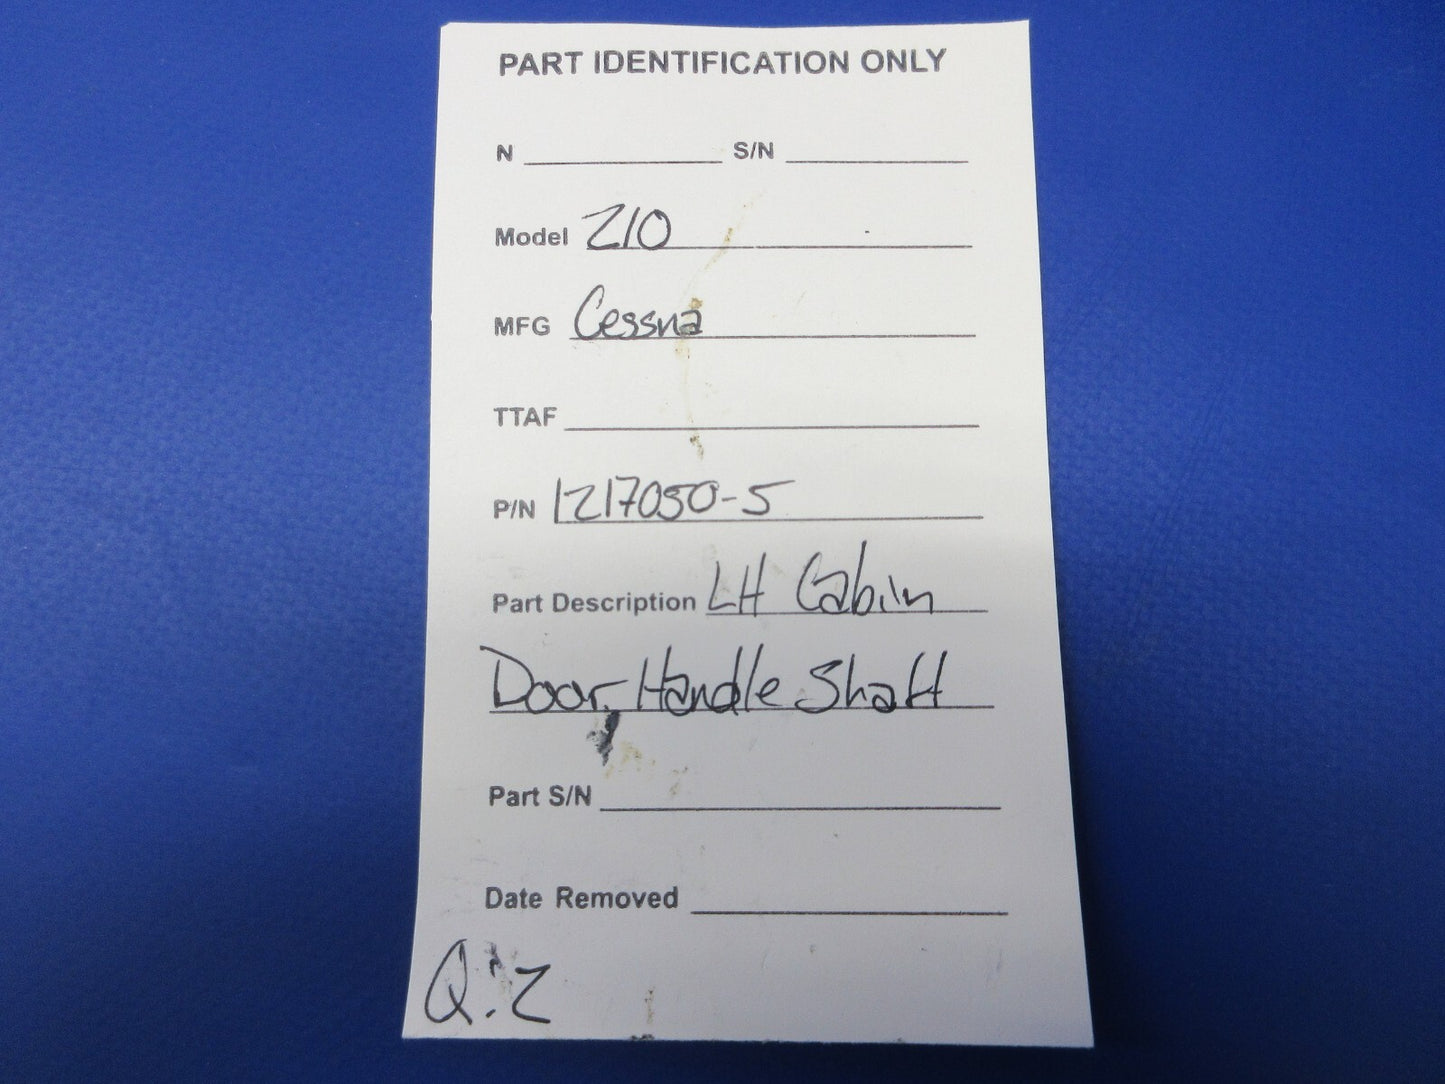 PART IDENTIFICATION ONLY
N S/N
Model 210
MFG Cessna
TTAF
P/N 1217050-5
Part Description LH Cabin
Door Handle Shaft
Part S/N
Date Removed
Q:2